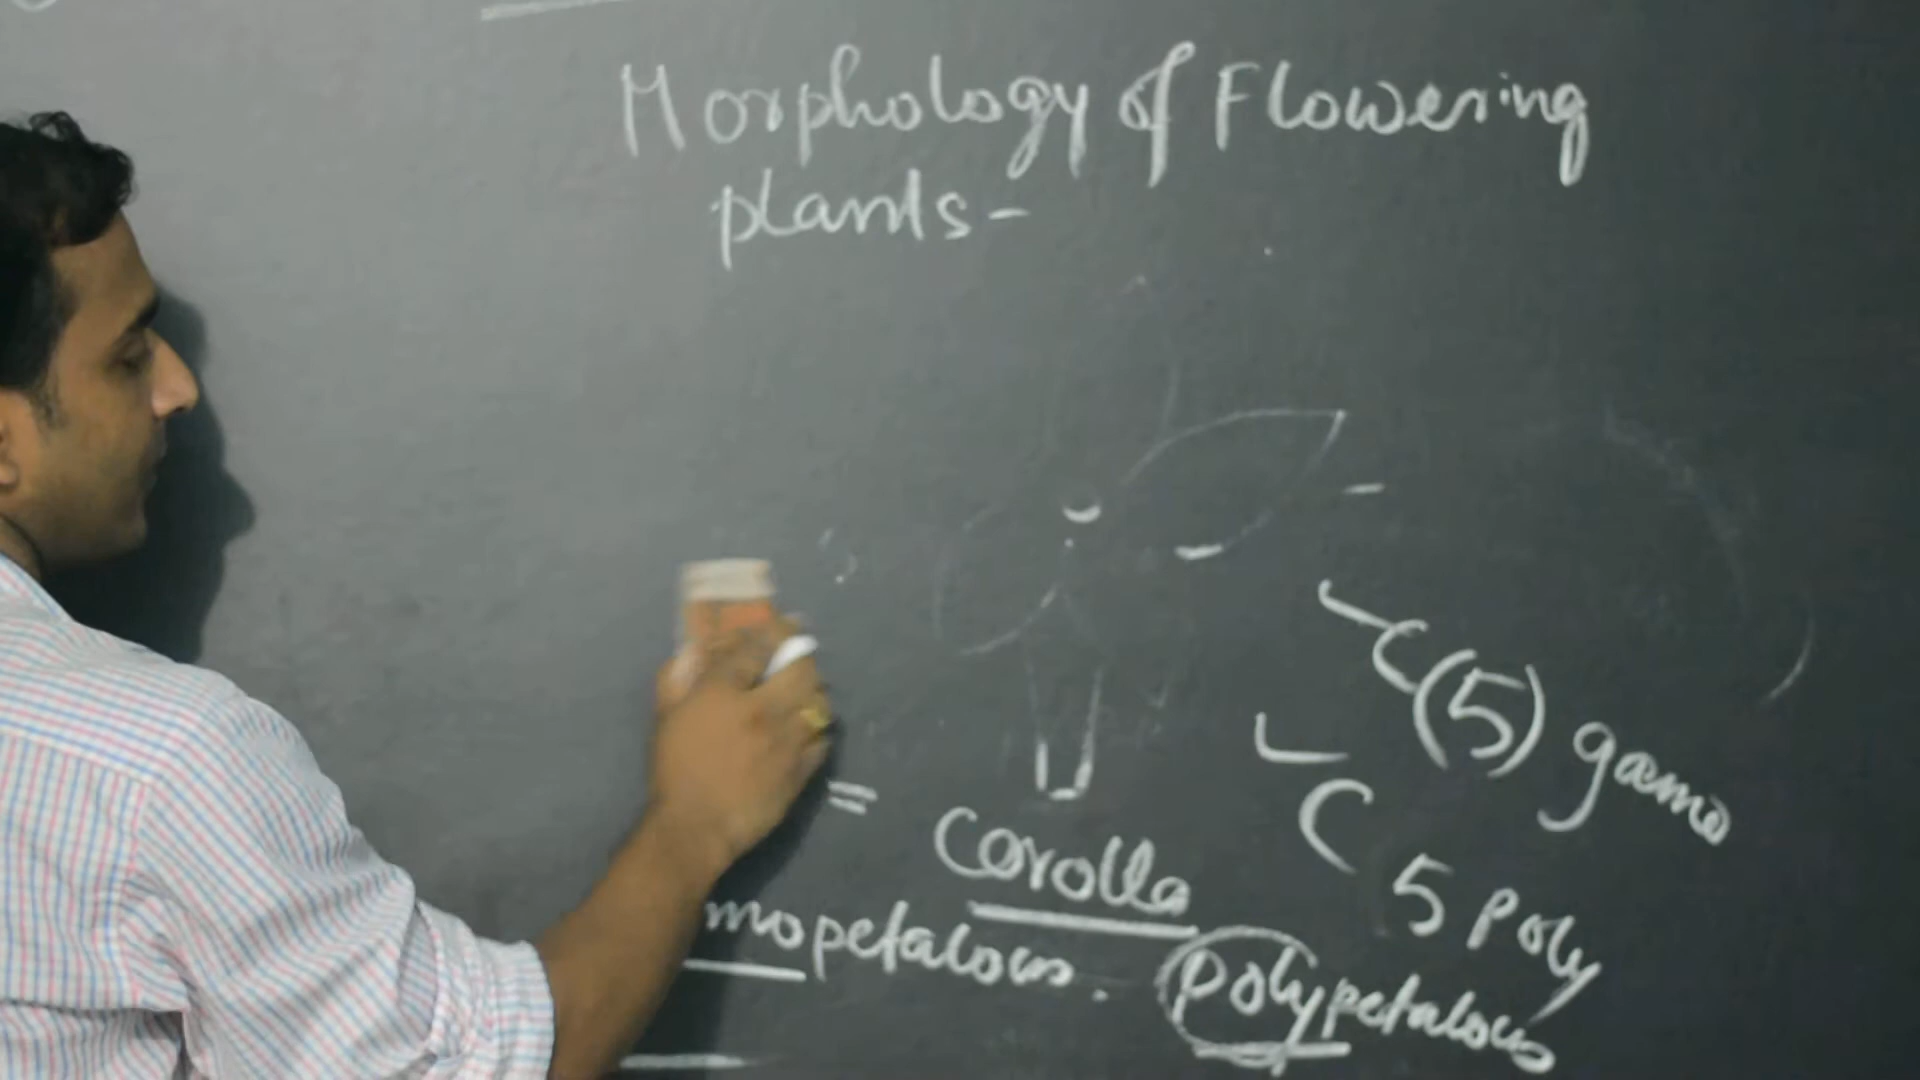 Morphology of Flowering
plants-
C(5) gamo
C 5 poly
= Corolla
mopetalous. polypetalous